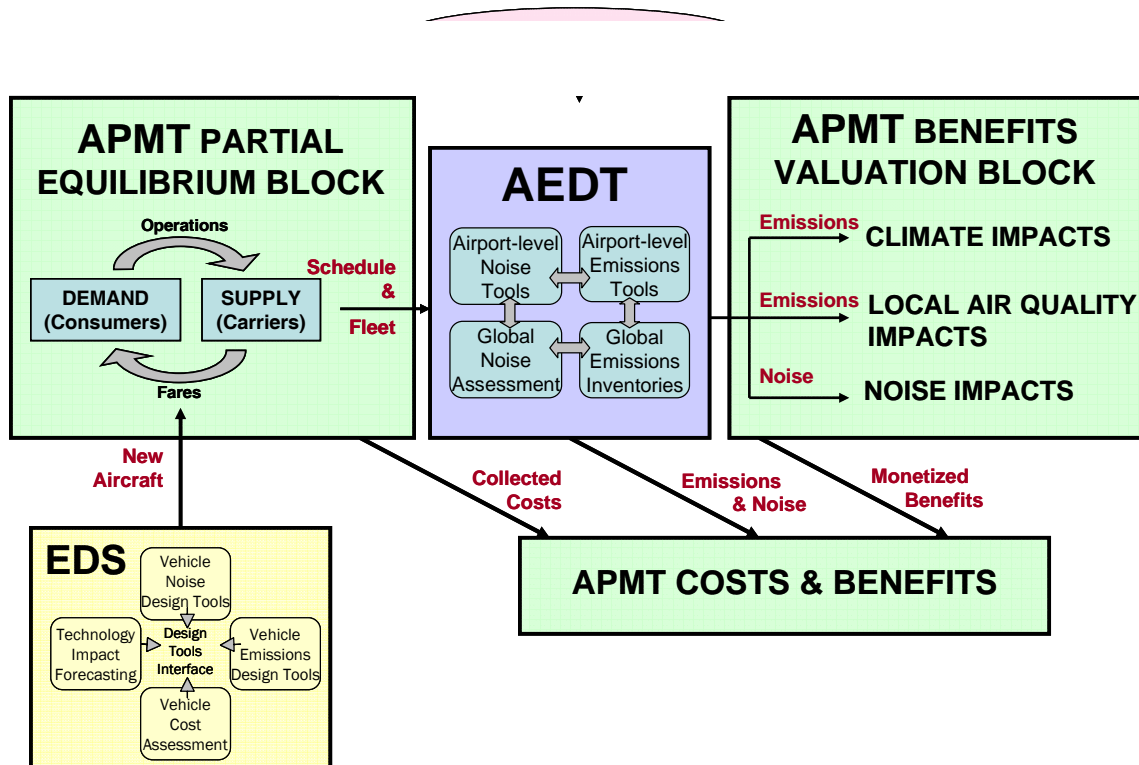 APMT PARTIAL
EQUILIBRIUM BLOCK
Operations
DEMAND
(Consumers)
SUPPLY
(Carriers)
Fares
Schedule
&
Fleet
AEDT
Airport-level
Noise
Tools
Airport-level
Emissions
Tools
Global
Noise
Assessment
Global
Emissions
Inventories
APMT BENEFITS
VALUATION BLOCK
Emissions
CLIMATE IMPACTS
Emissions
LOCAL AIR QUALITY
IMPACTS
Noise
NOISE IMPACTS
New
Aircraft
Collected
Costs
Emissions
& Noise
Monetized
Benefits
EDS
Vehicle
Noise
Design Tools
Technology
Impact
Forecasting
Design
Tools
Interface
Vehicle
Emissions
Design Tools
Vehicle
Cost
Assessment
APMT COSTS & BENEFITS